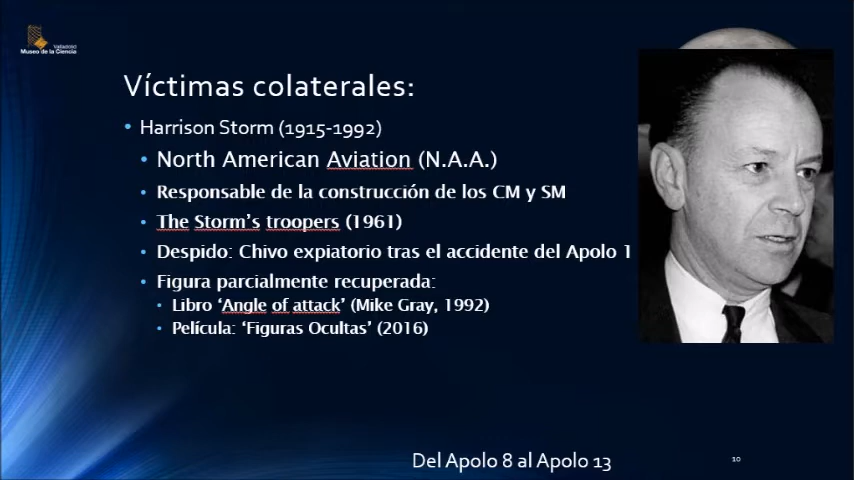 Valladolid
Museo de la Ciencia
Víctimas colaterales:
• Harrison Storm (1915-1992)
• North American Aviation (N.A.A.)
• Responsable de la construcción de los CM y SM
• The Storm's troopers (1961)
• Despido: Chivo expiatorio tras el accidente del Apolo 1
• Figura parcialmente recuperada:
• Libro ‘Angle of attack’ (Mike Gray, 1992)
• Película: ‘Figuras Ocultas’ (2016)
Del Apolo 8 al Apolo 13
10